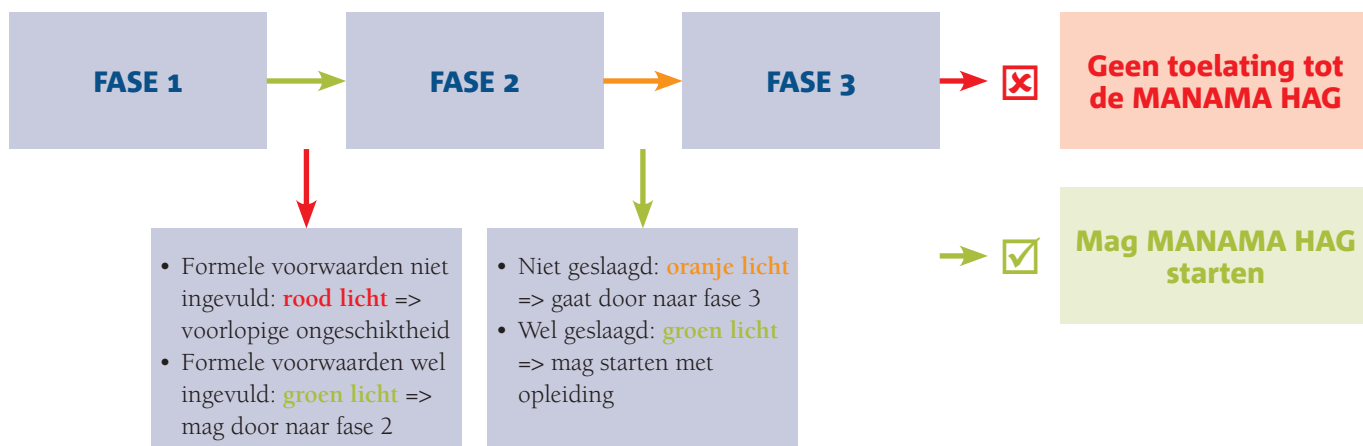 FASE 1
FASE 2
FASE 3
Geen toelating tot
de MANAMA HAG
• Formele voorwaarden niet
ingevuld: rood licht =>
voorlopige ongeschiktheid
• Formele voorwaarden wel
ingevuld: groen licht =>
mag door naar fase 2
• Niet geslaagd: oranje licht
=> gaat door naar fase 3
• Wel geslaagd: groen licht
=> mag starten met
opleiding
Mag MANAMA HAG
starten